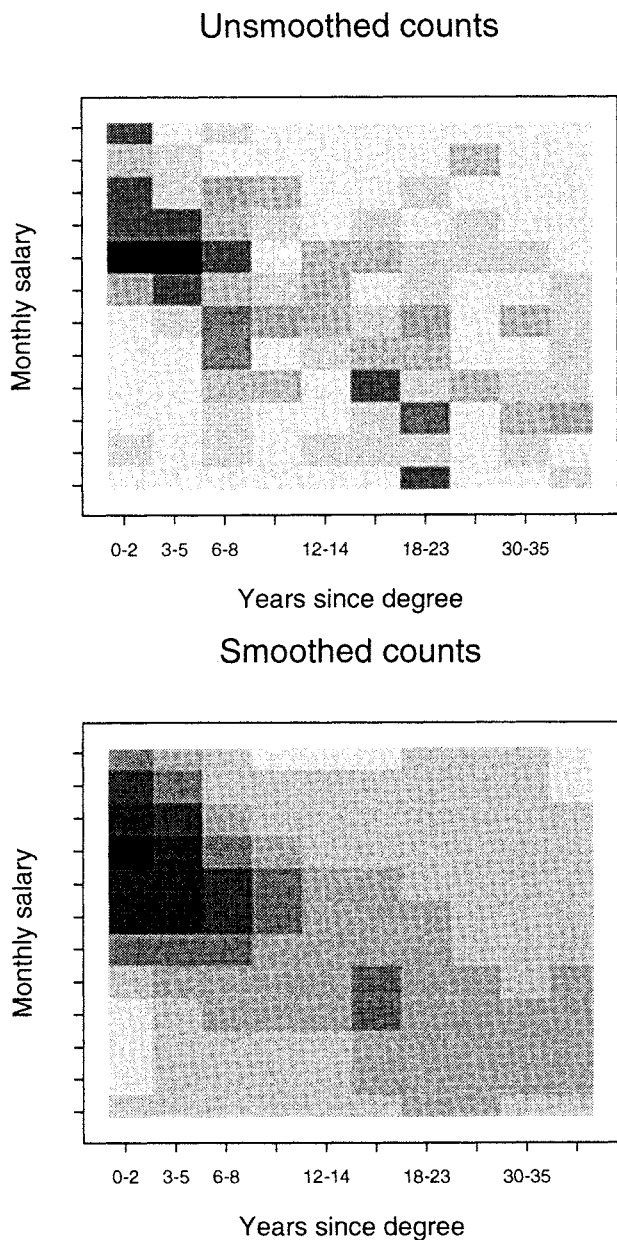 Unsmoothed counts
Monthly salary
0-2 3-5 6-8 12-14 18-23 30-35
Years since degree
Smoothed counts
Monthly salary
0-2 3-5 6-8 12-14 18-23 30-35
Years since degree